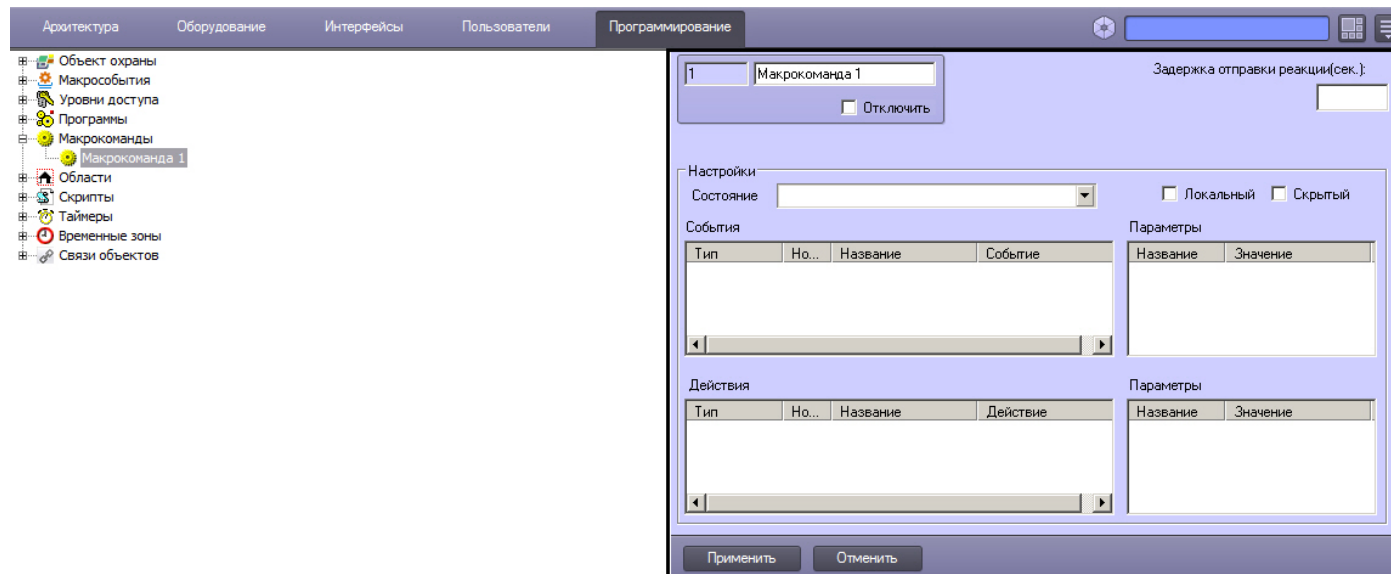 Архитектура Оборудование Интерфейсы Пользователи Программирование
Объект охраны
Макрособытия
Уровни доступа
Программы
Макрокоманды
Макрокоманда 1
Области
Скрипты
Таймеры
Временные зоны
Связи объектов
1 Макрокоманда 1
Отключить
Задержка отправки реакции(сек.):
Настройки
Состояние Локальный Скрытый
События Параметры
Тип Но... Название Событие Название Значение
Действия Параметры
Тип Но... Название Действие Название Значение
Применить Отменить